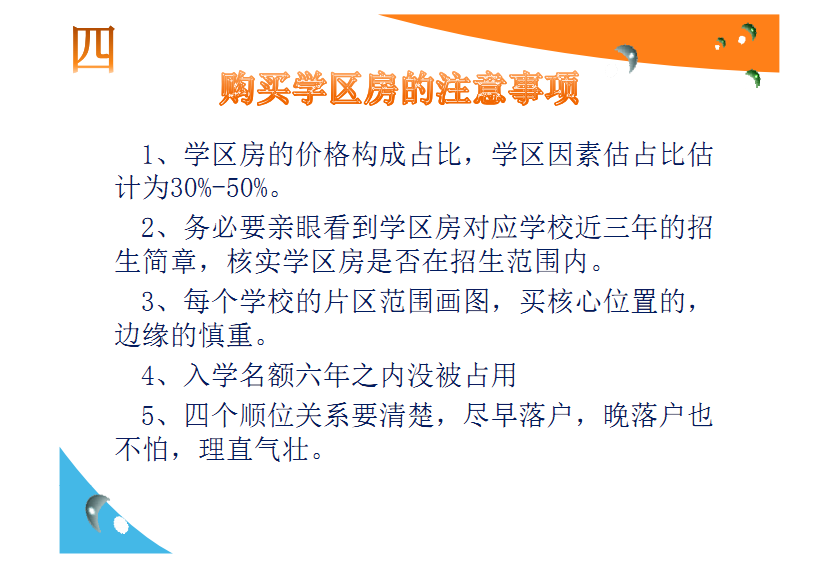 四
购买学区房的注意事项
1、学区房的价格构成占比，学区因素估占比估
计为30%-50%。
2、务必要亲眼看到学区房对应学校近三年的招
生简章，核实学区房是否在招生范围内。
3、每个学校的片区范围画图，买核心位置的，
边缘的慎重。
4、入学名额六年之内没被占用
5、四个顺位关系要清楚，尽早落户，晚落户也
不怕，理直气壮。